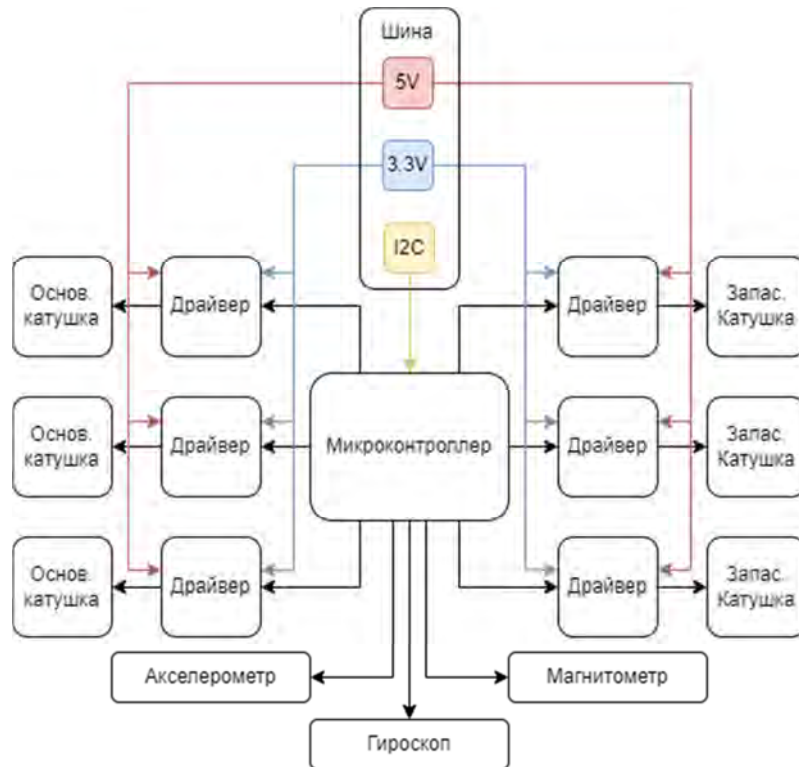 Шина
5V
3.3V
I2C
Основ.
катушка
Драйвер
Драйвер
Запас.
Катушка
Основ.
катушка
Драйвер
Микроконтроллер
Драйвер
Запас.
Катушка
Основ.
катушка
Драйвер
Драйвер
Запас.
Катушка
Акселерометр
Магнитометр
Гироскоп